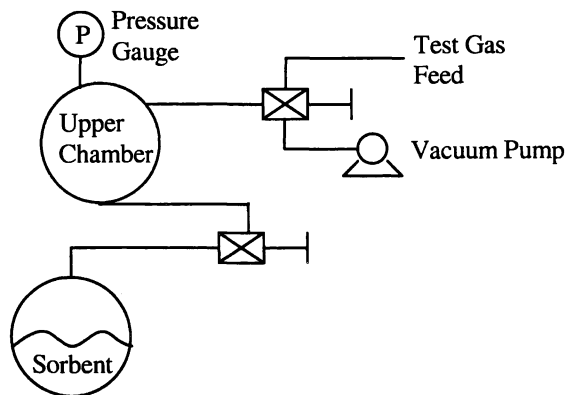 P
Pressure
Gauge
Test Gas
Feed
Upper
Chamber
Vacuum Pump
Sorbent